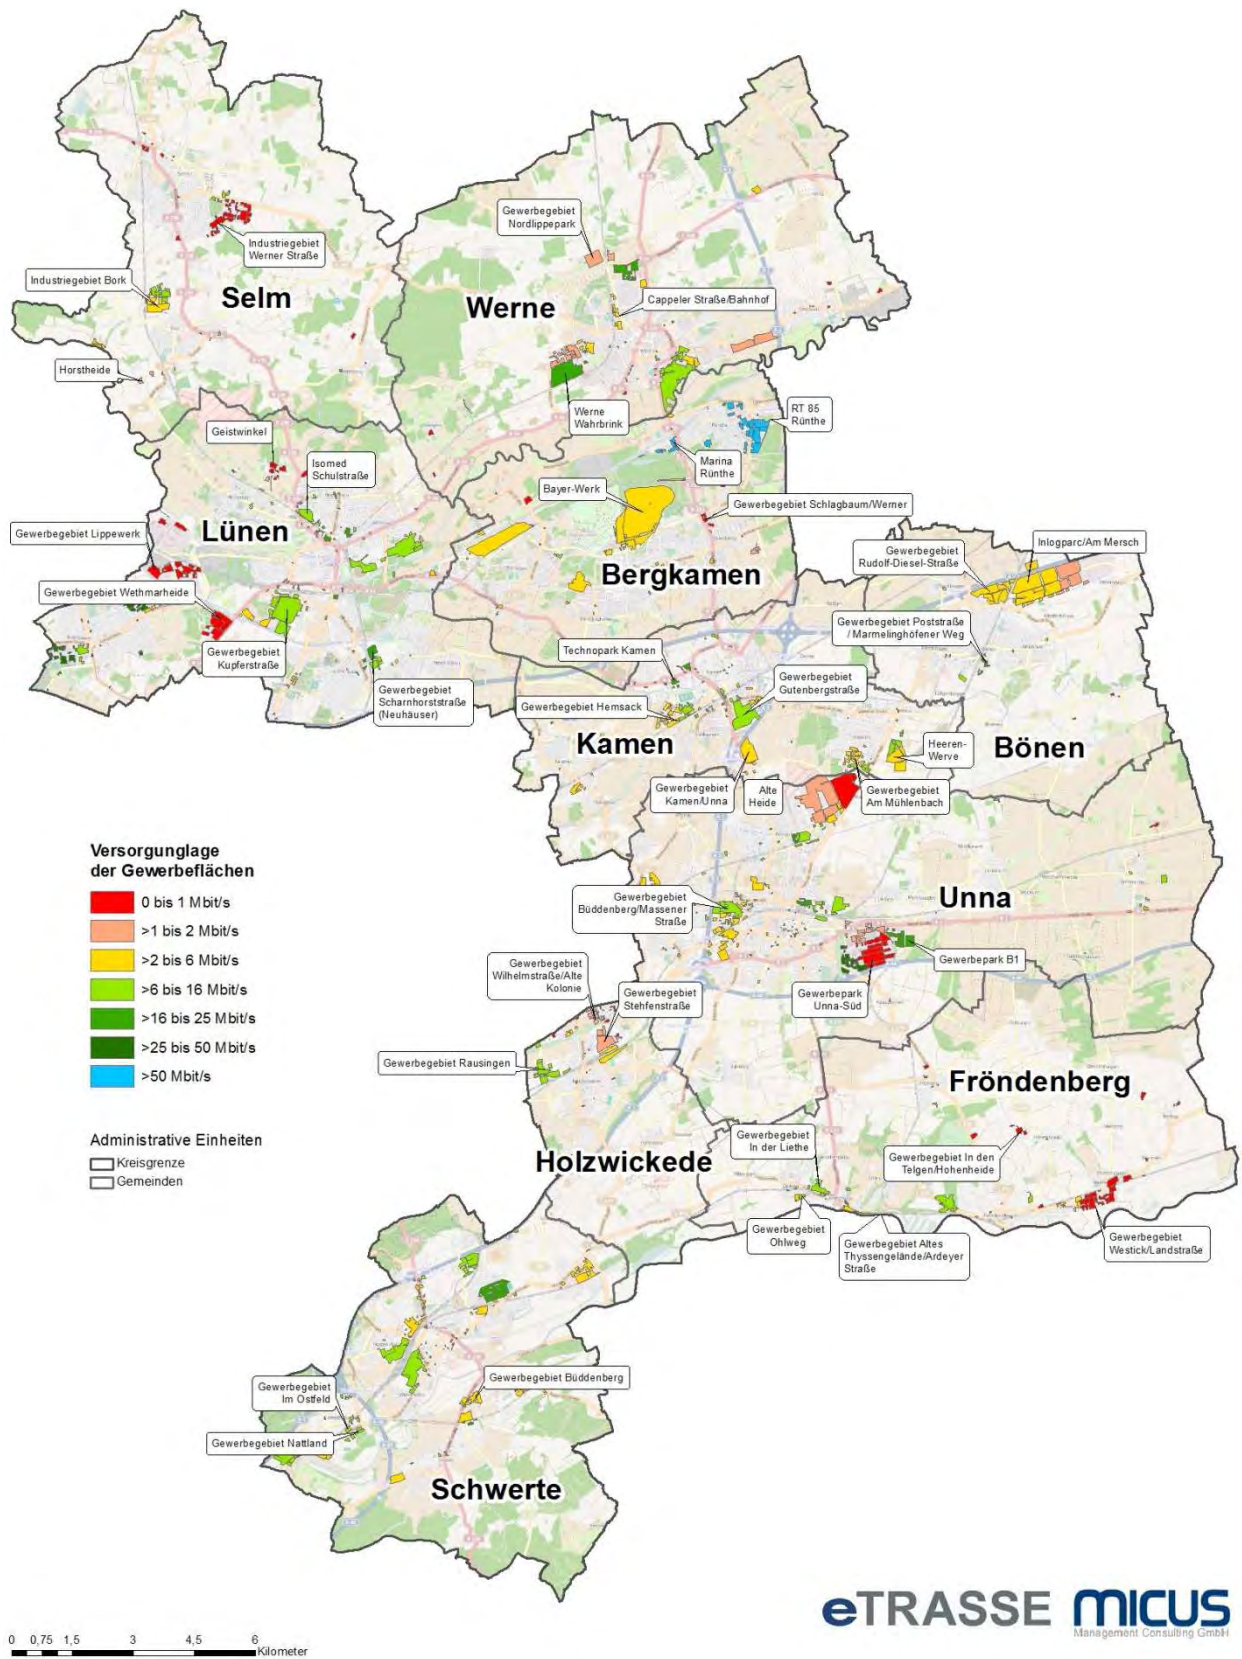 Gewerbegebiet
Nordlippepark
Industriegebiet
Werner Straße
Industriegebiet Bork
Selm
Werne
Cappeler Straße/Bahnhof
Horstheide
Werne
Wahrbrink
RT 85
Rünthe
Geistwinkel
Isomed
Schulstraße
Marina
Rünthe
Bayer-Werk
Gewerbegebiet Schlagbaum/Werner
Lünen
Gewerbegebiet Lippewerk
Bergkamen
Gewerbegebiet
Rudolf-Diesel-Straße
Inlogparc/Am Mersch
Gewerbegebiet Wethmarheide
Gewerbegebiet Poststraße
/ Marmelinghöfener Weg
Gewerbegebiet
Kupferstraße
Technopark Kamen
Gewerbegebiet
Gutenbergstraße
Gewerbegebiet
Scharnhorststraße
(Neuhäuser)
Gewerbegebiet Hemsack
Kamen
Bönen
Heeren-
Werve
Gewerbegebiet
Kamen/Unna
Alte
Heide
Gewerbegebiet
Am Mühlenbach
Versorgunglage
der Gewerbeflächen
0 bis 1 Mbit/s
>1 bis 2 Mbit/s
>2 bis 6 Mbit/s
>6 bis 16 Mbit/s
>16 bis 25 Mbit/s
>25 bis 50 Mbit/s
>50 Mbit/s
Administrative Einheiten
Kreisgrenze
Gemeinden
Gewerbegebiet
Büddenberg/Massener
Straße
Unna
Gewerbepark B1
Gewerbegebiet
Wilhelmstraße/Alte
Kolonie
Gewerbegebiet
Stehfenstraße
Gewerbepark
Unna-Süd
Gewerbegebiet Rausingen
Fröndenberg
Gewerbegebiet
In der Liethe
Gewerbegebiet In den
Telgen/Hohenheide
Holzwickede
Gewerbegebiet
Ohlweg
Gewerbegebiet Altes
Thyssengelände/Ardeyer
Straße
Gewerbegebiet
Westick/Landstraße
Gewerbegebiet Büddenberg
Gewerbegebiet
Im Ostfeld
Gewerbegebiet Nattland
Schwerte
eTRASSE MICUS
Management Consulting GmbH
0 0,75 1,5 3 4,5 6
Kilometer